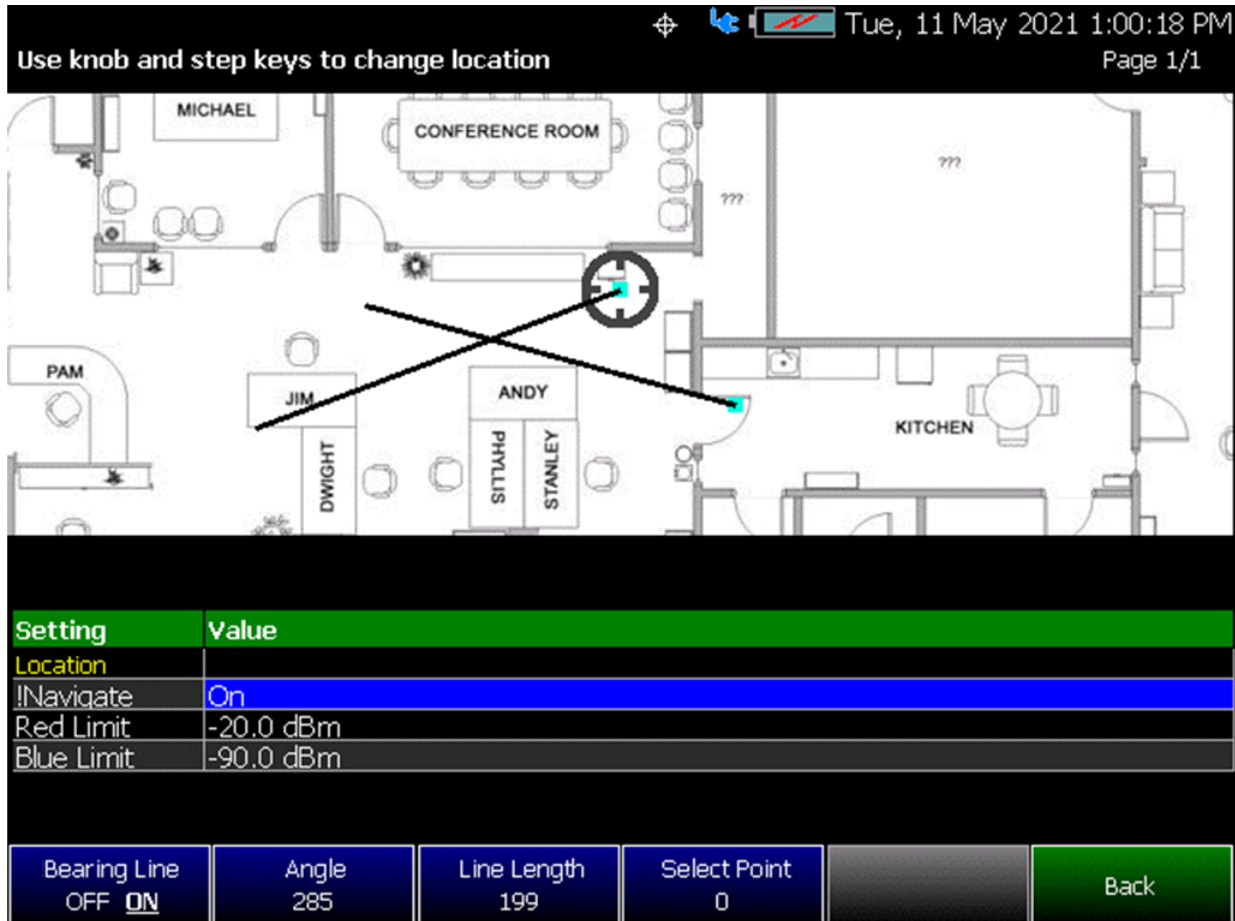 Tue, 11 May 2021 1:00:18 PM
Use knob and step keys to change location
Page 1/1
MICHAEL
CONFERENCE ROOM
???
???
PAM
JIM
ANDY
KITCHEN
DWIGHT
PHYLLIS
STANLEY
Setting Value
Location
!Navigate On
Red Limit -20.0 dBm
Blue Limit -90.0 dBm
Bearing Line Angle Line Length Select Point Back
OFF ON 285 199 0